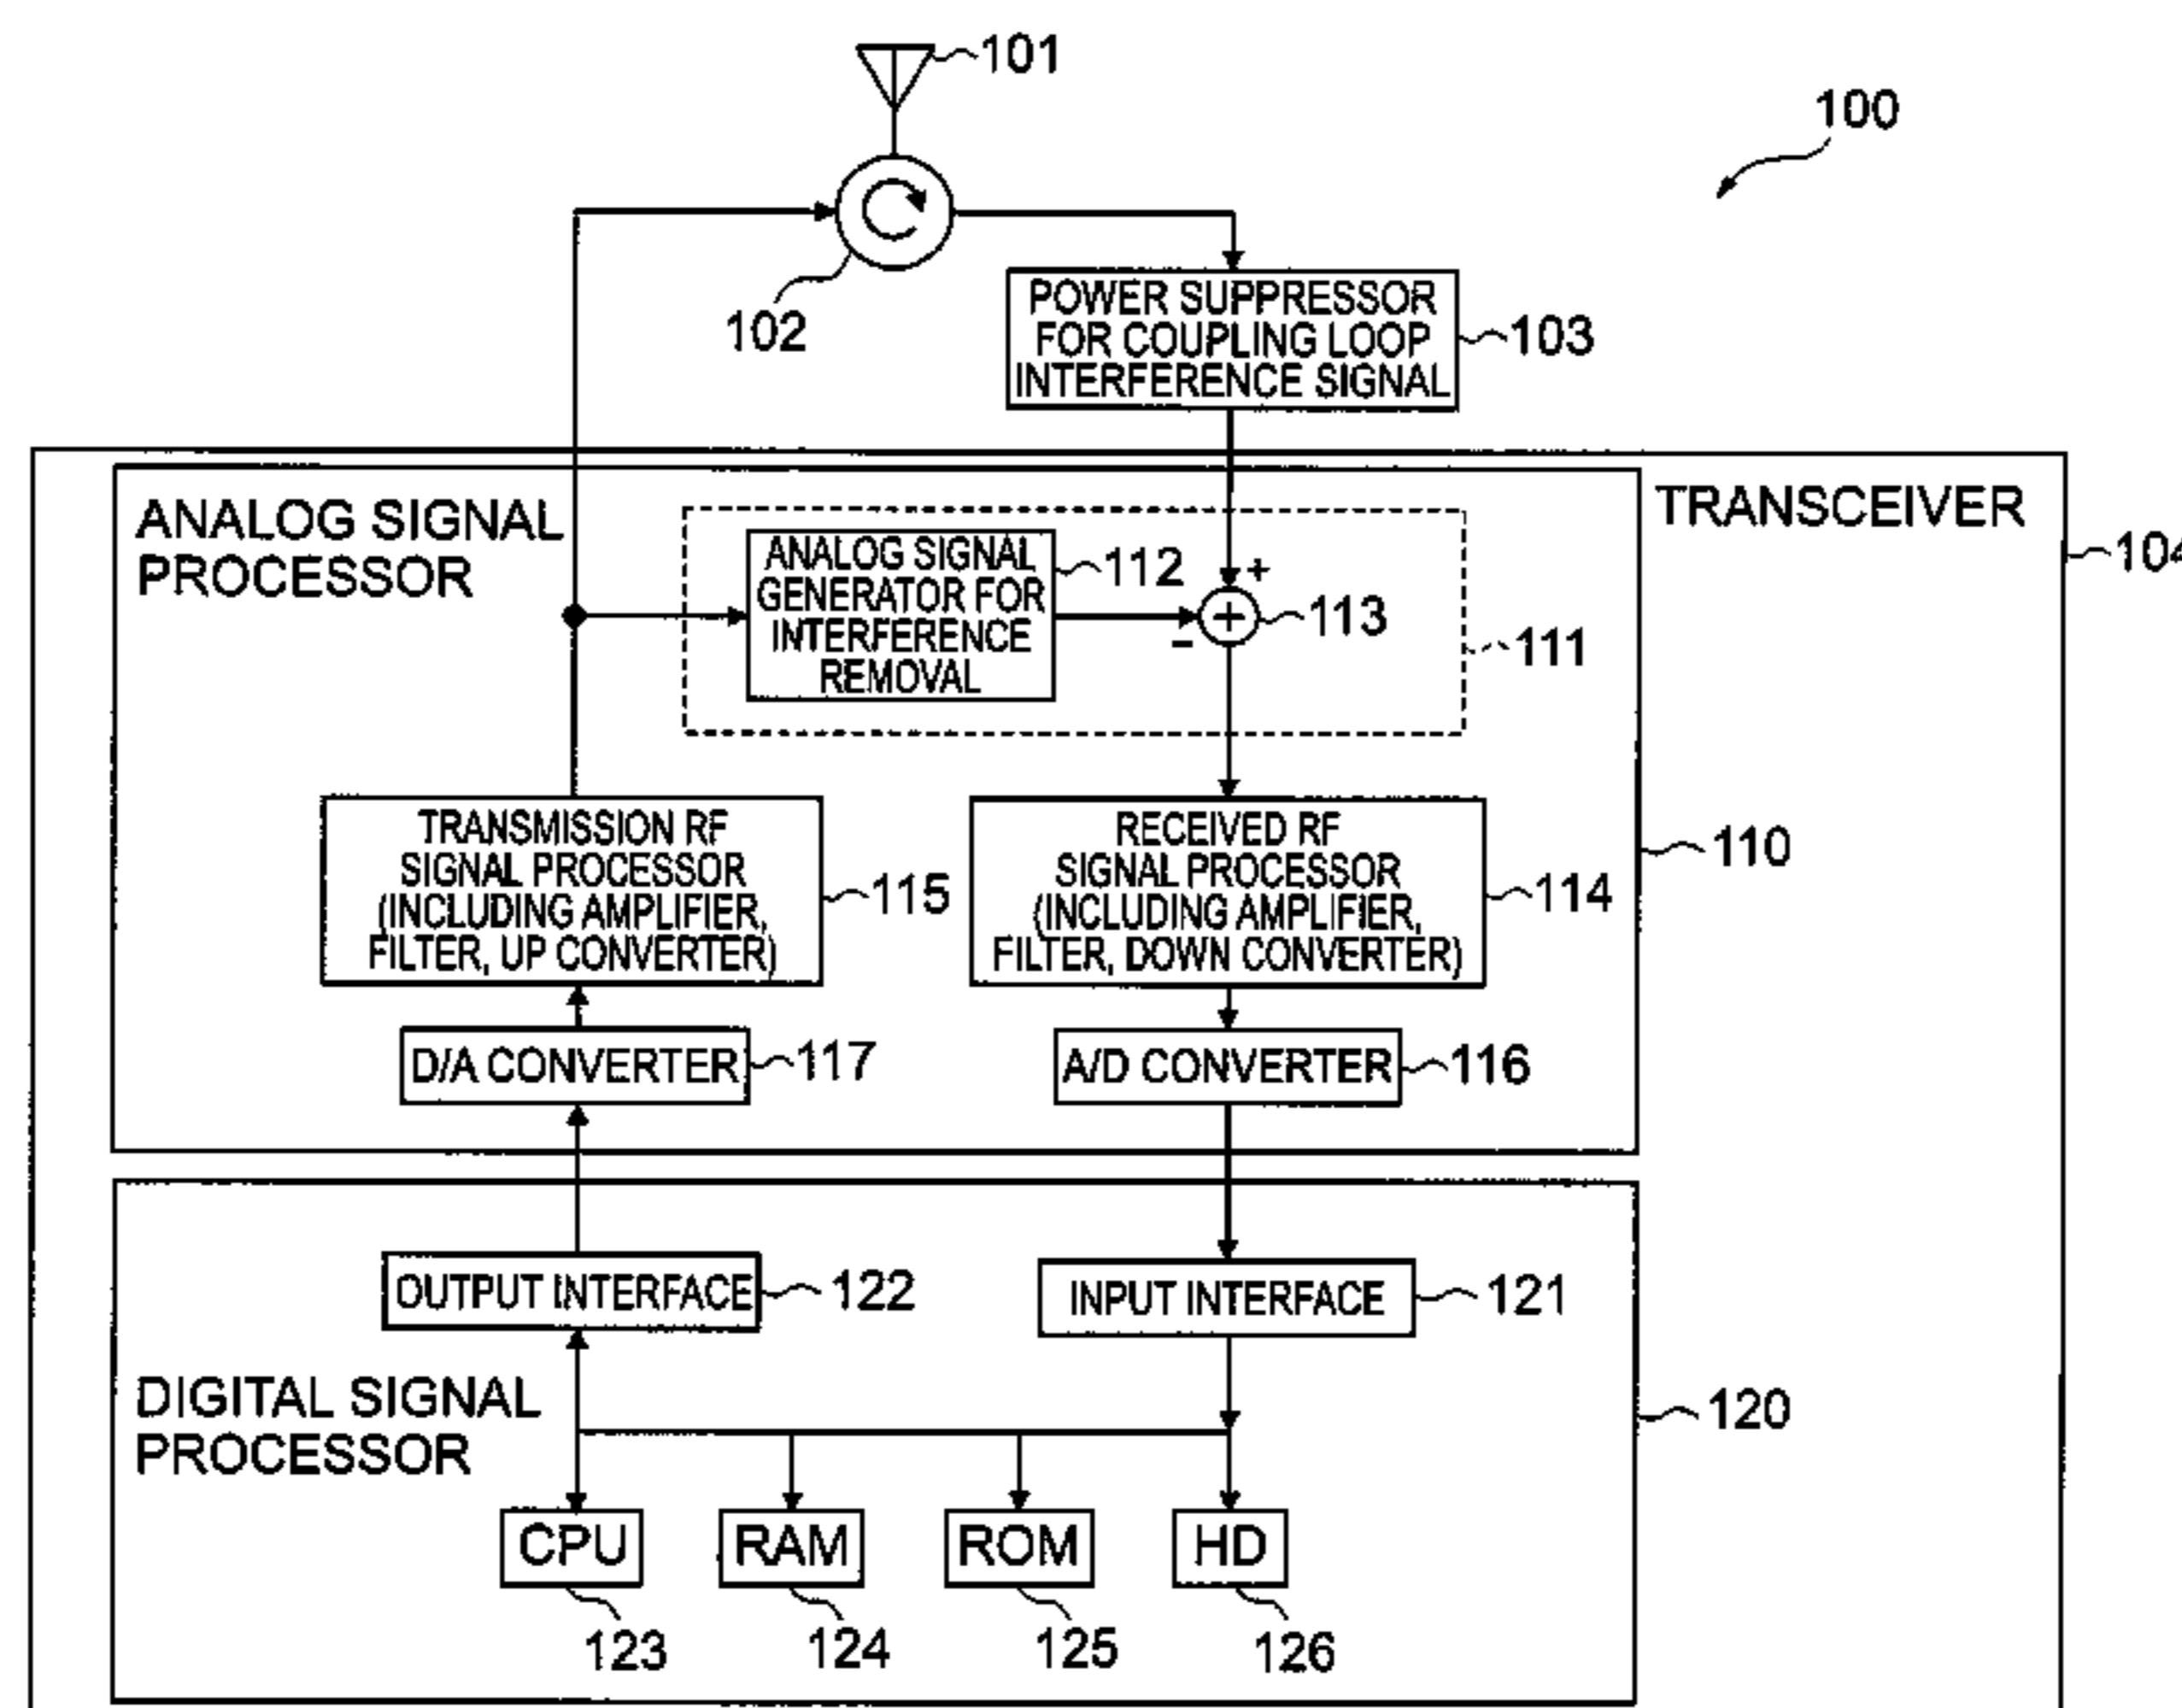 101
100
102
POWER SUPPRESSOR
FOR COUPLING LOOP
INTERFERENCE SIGNAL
103
ANALOG SIGNAL
PROCESSOR
TRANSCEIVER
104
ANALOG SIGNAL
GENERATOR FOR
INTERFERENCE
REMOVAL
112
+
+
-
113
111
TRANSMISSION RF
SIGNAL PROCESSOR
(INCLUDING AMPLIFIER,
FILTER, UP CONVERTER)
115
RECEIVED RF
SIGNAL PROCESSOR
(INCLUDING AMPLIFIER,
FILTER, DOWN CONVERTER)
114
110
D/A CONVERTER
117
A/D CONVERTER
116
OUTPUT INTERFACE
122
INPUT INTERFACE
121
DIGITAL SIGNAL
PROCESSOR
120
CPU
RAM
ROM
HD
123
124
125
126